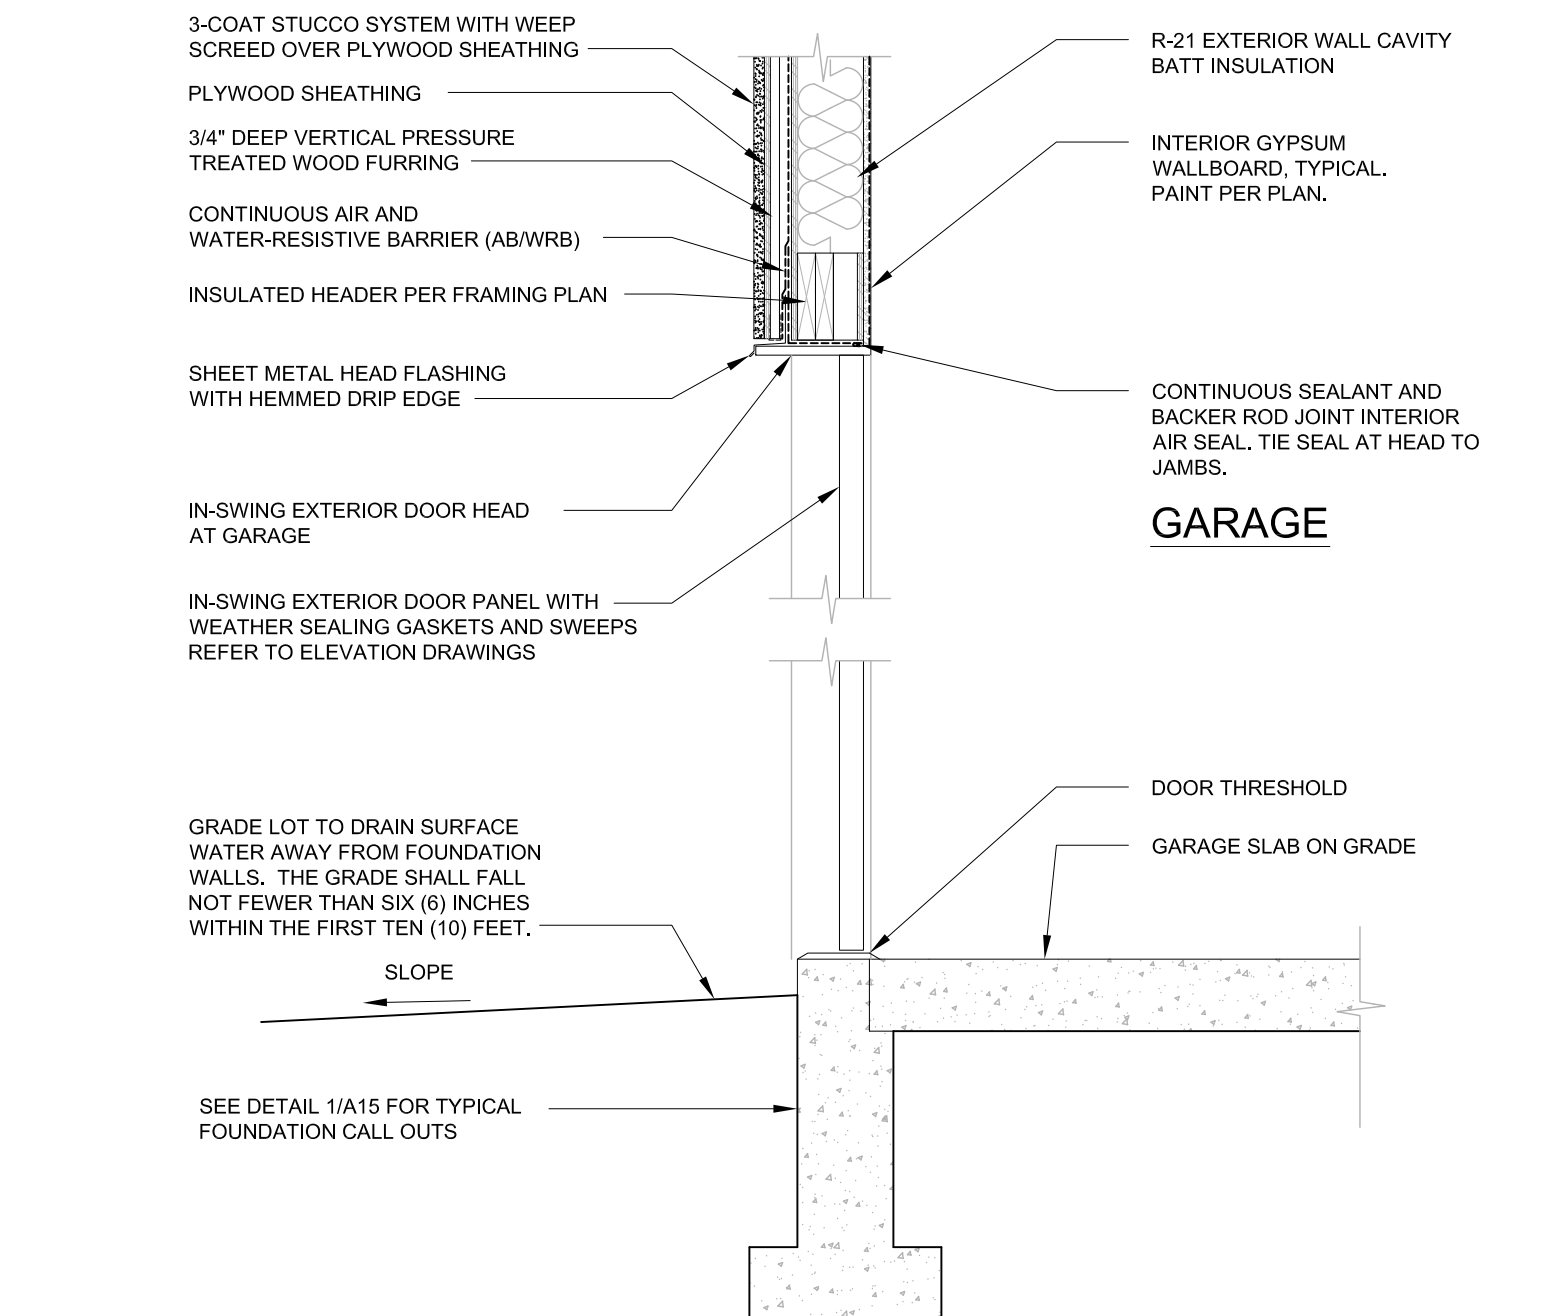 3-COAT STUCCO SYSTEM WITH WEEP
SCREED OVER PLYWOOD SHEATHING
PLYWOOD SHEATHING
3/4" DEEP VERTICAL PRESSURE
TREATED WOOD FURRING
CONTINUOUS AIR AND
WATER-RESISTIVE BARRIER (AB/WRB)
INSULATED HEADER PER FRAMING PLAN
SHEET METAL HEAD FLASHING
WITH HEMMED DRIP EDGE
IN-SWING EXTERIOR DOOR HEAD
AT GARAGE
IN-SWING EXTERIOR DOOR PANEL WITH
WEATHER SEALING GASKETS AND SWEEPS
REFER TO ELEVATION DRAWINGS
GRADE LOT TO DRAIN SURFACE
WATER AWAY FROM FOUNDATION
WALLS. THE GRADE SHALL FALL
NOT FEWER THAN SIX (6) INCHES
WITHIN THE FIRST TEN (10) FEET.
SLOPE
SEE DETAIL 1/A15 FOR TYPICAL
FOUNDATION CALL OUTS
R-21 EXTERIOR WALL CAVITY
BATT INSULATION
INTERIOR GYPSUM
WALLBOARD, TYPICAL.
PAINT PER PLAN.
CONTINUOUS SEALANT AND
BACKER ROD JOINT INTERIOR
AIR SEAL. TIE SEAL AT HEAD TO
JAMBS.
GARAGE
DOOR THRESHOLD
GARAGE SLAB ON GRADE